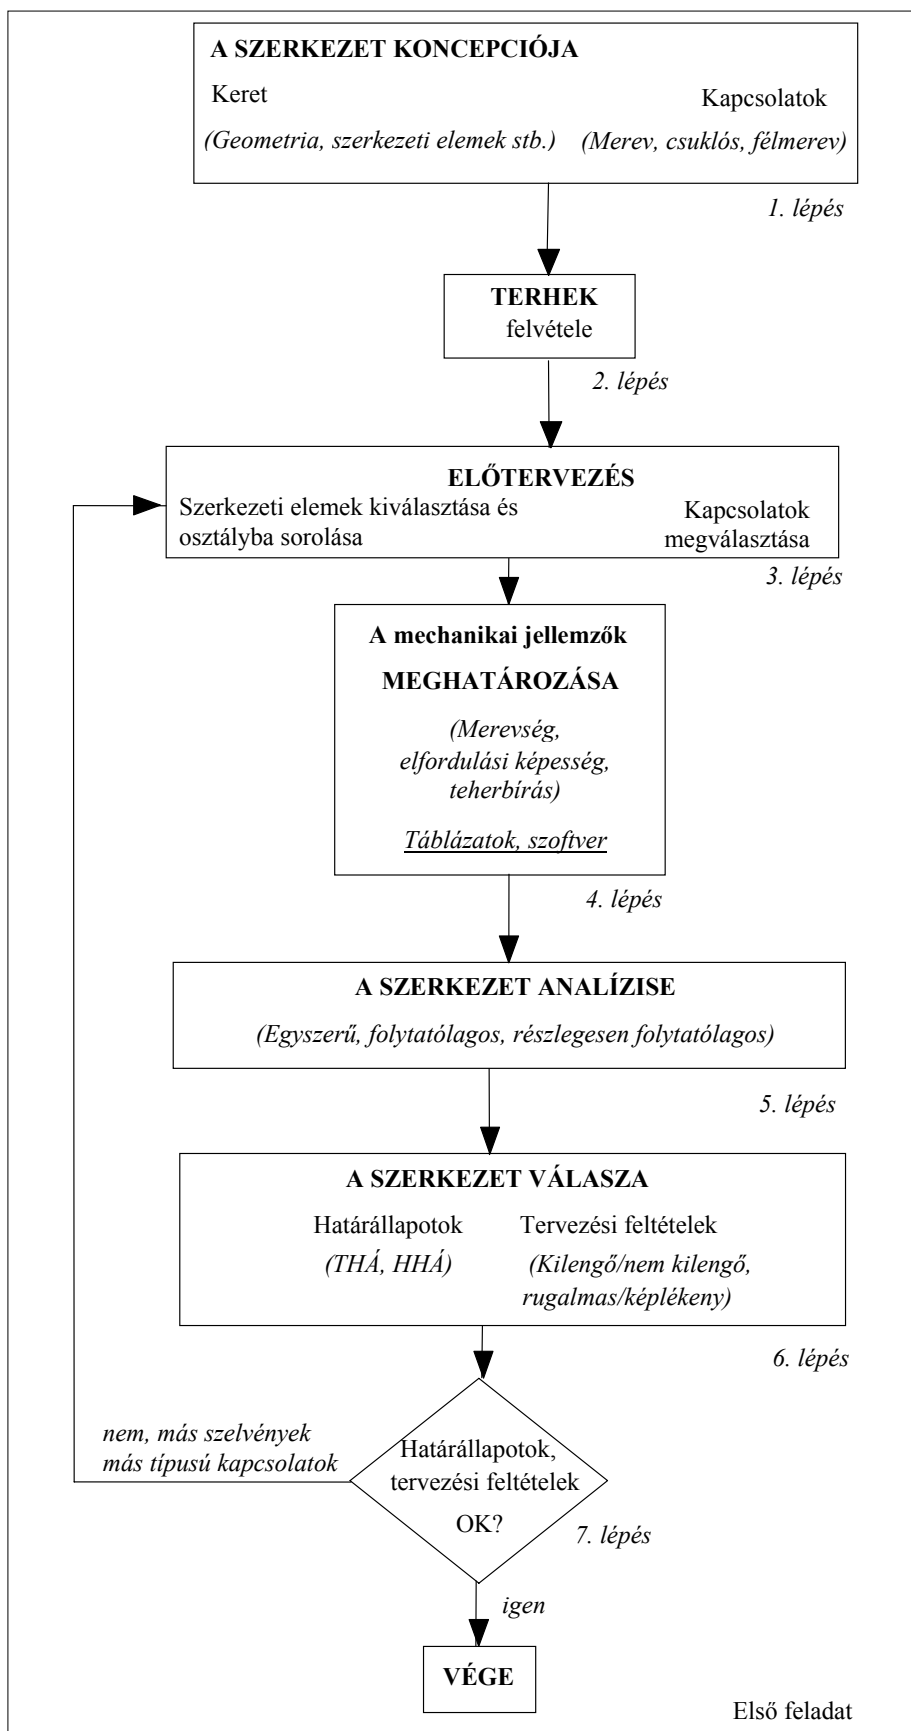 A SZERKEZET KONCEPCIÓJA
Keret
Kapcsolatok
(Geometria, szerkezeti elemek stb.)
(Merev, csuklós, félmerev)
1. lépés
TERHEK
felvétele
2. lépés
ELŐTERVEZÉS
Szerkezeti elemek kiválasztása és
osztályba sorolása
Kapcsolatok
megválasztása
3. lépés
A mechanikai jellemzők
MEGHATÁROZÁSA
(Merevség,
elfordulási képesség,
teherbírás)
Táblázatok, szoftver
4. lépés
A SZERKEZET ANALÍZISE
(Egyszerű, folytatólagos, részlegesen folytatólagos)
5. lépés
A SZERKEZET VÁLASZA
Határállapotok
Tervezési feltételek
(THÁ, HHÁ)
(Kilengő/nem kilengő,
rugalmas/képlékeny)
6. lépés
nem, más szelvények
más típusú kapcsolatok
Határállapotok,
tervezési feltételek
OK?
7. lépés
igen
VÉGE
Első feladat